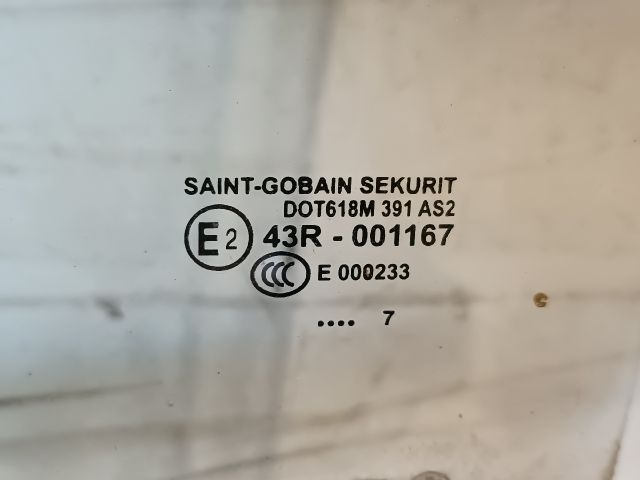 SAINT-GOBAIN SEKURIT
DOT618M 391 AS2
E2 43R - 001167
CCC E 000233
.... 7